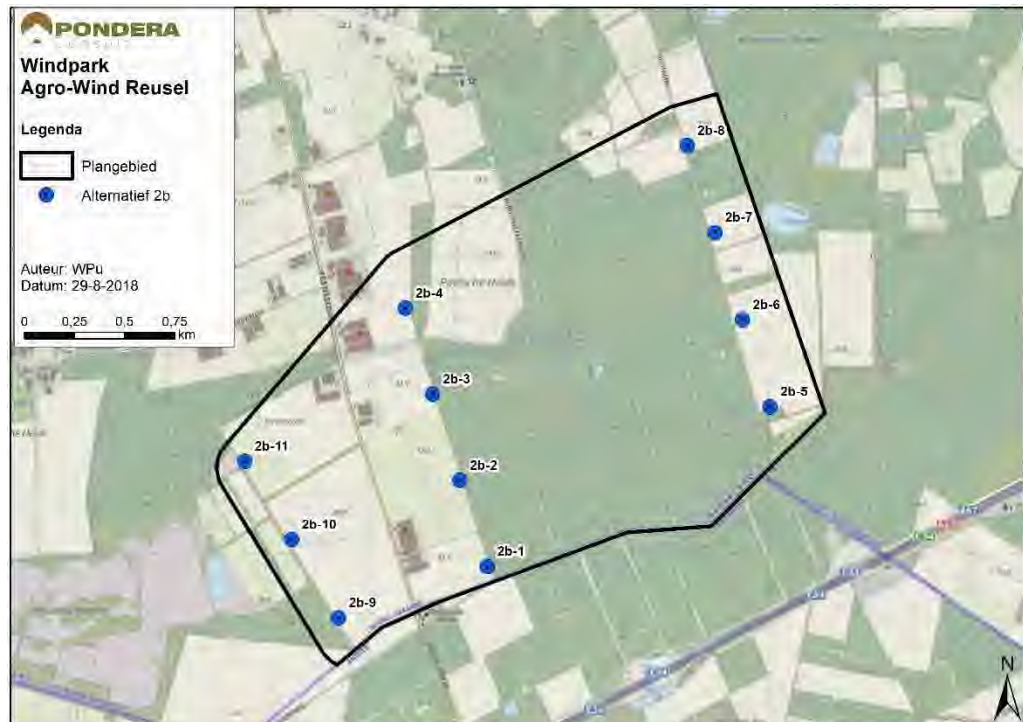 PONDERA
Windpark
Agro-Wind Reusel
Legenda
Plangebied
Alternatief 2b
Auteur: WPu
Datum: 29-8-2018
0 0,25 0,5 0,75
km
2b-8
2b-7
2b-4
2b-6
2b-3
2b-5
2b-11
2b-2
2b-10
2b-1
2b-9
N